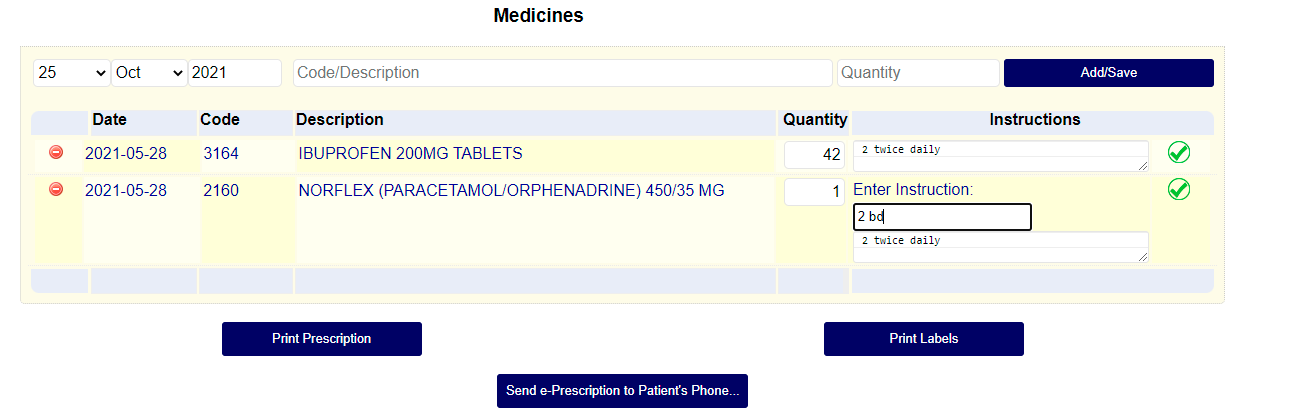 Medicines
25 Oct 2021 Code/Description Quantity Add/Save
Date Code Description Quantity Instructions
2021-05-28 3164 IBUPROFEN 200MG TABLETS 42 2 twice daily
2021-05-28 2160 NORFLEX (PARACETAMOL/ORPHENADRINE) 450/35 MG 1 Enter Instruction:
2 bd
2 twice daily
Print Prescription Print Labels
Send e-Prescription to Patient's Phone...